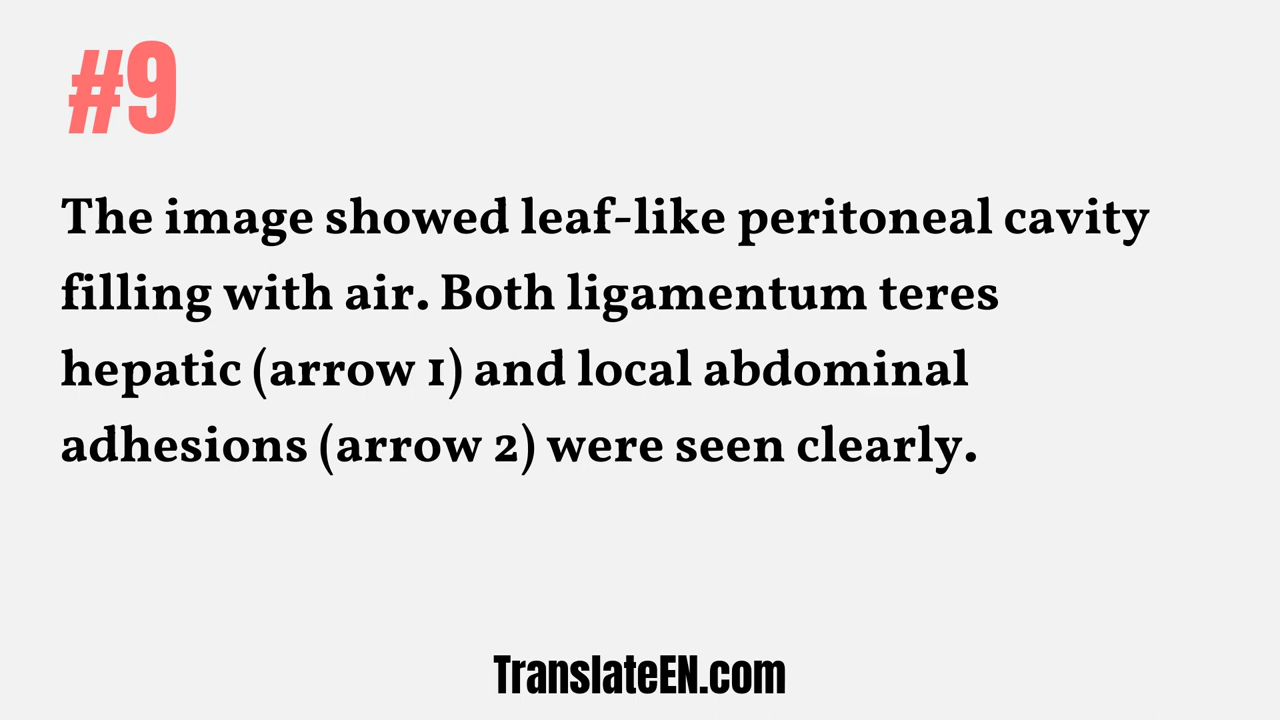 #9
The image showed leaf-like peritoneal cavity
filling with air. Both ligamentum teres
hepatic (arrow 1) and local abdominal
adhesions (arrow 2) were seen clearly.
TranslateEN.com